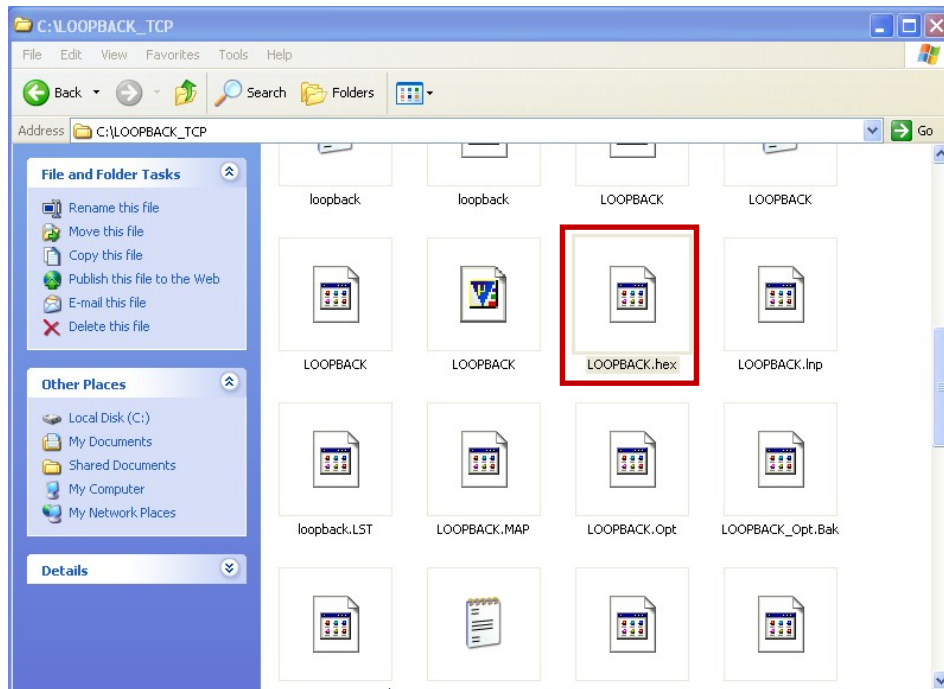 C:\LOOPBACK_TCP
File Edit View Favorites Tools Help
Back Search Folders
Address C:\LOOPBACK_TCP Go
File and Folder Tasks
Rename this file
Move this file
Copy this file
Publish this file to the Web
E-mail this file
Delete this file
Other Places
Local Disk (C:)
My Documents
Shared Documents
My Computer
My Network Places
Details
loopback loopback LOOPBACK LOOPBACK
LOOPBACK LOOPBACK LOOPBACK.hex LOOPBACK.lnp
loopback.LST LOOPBACK.MAP LOOPBACK.Opt LOOPBACK_Opt.Bak